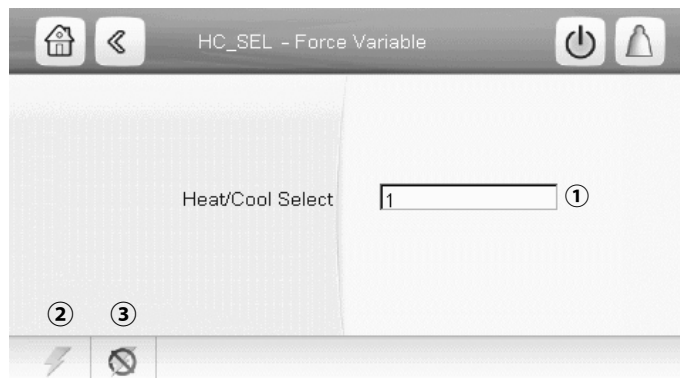 HC_SEL - Force Variable
Heat/Cool Select
1
①
②
③